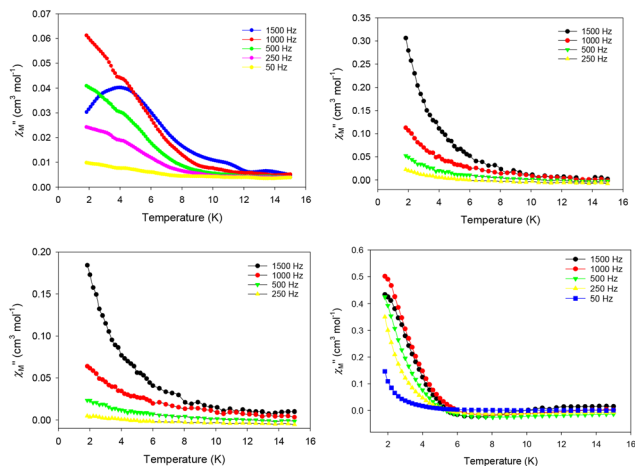 χM" (cm3 mol-1)
0.07
0.06
0.05
0.04
0.03
0.02
0.01
0.00
0 2 4 6 8 10 12 14 16
Temperature (K)
1500 Hz
1000 Hz
500 Hz
250 Hz
50 Hz
χM" (cm3 mol-1)
0.35
0.30
0.25
0.20
0.15
0.10
0.05
0.00
0 2 4 6 8 10 12 14 16
Temperature (K)
1500 Hz
1000 Hz
500 Hz
250 Hz
χM" (cm3 mol-1)
0.20
0.15
0.10
0.05
0.00
0 2 4 6 8 10 12 14 16
Temperature (K)
1500 Hz
1000 Hz
500 Hz
250 Hz
χM" (cm3 mol-1)
0.6
0.5
0.4
0.3
0.2
0.1
0.0
2 4 6 8 10 12 14 16
Temperature (K)
1500 Hz
1000 Hz
500 Hz
250 Hz
50 Hz